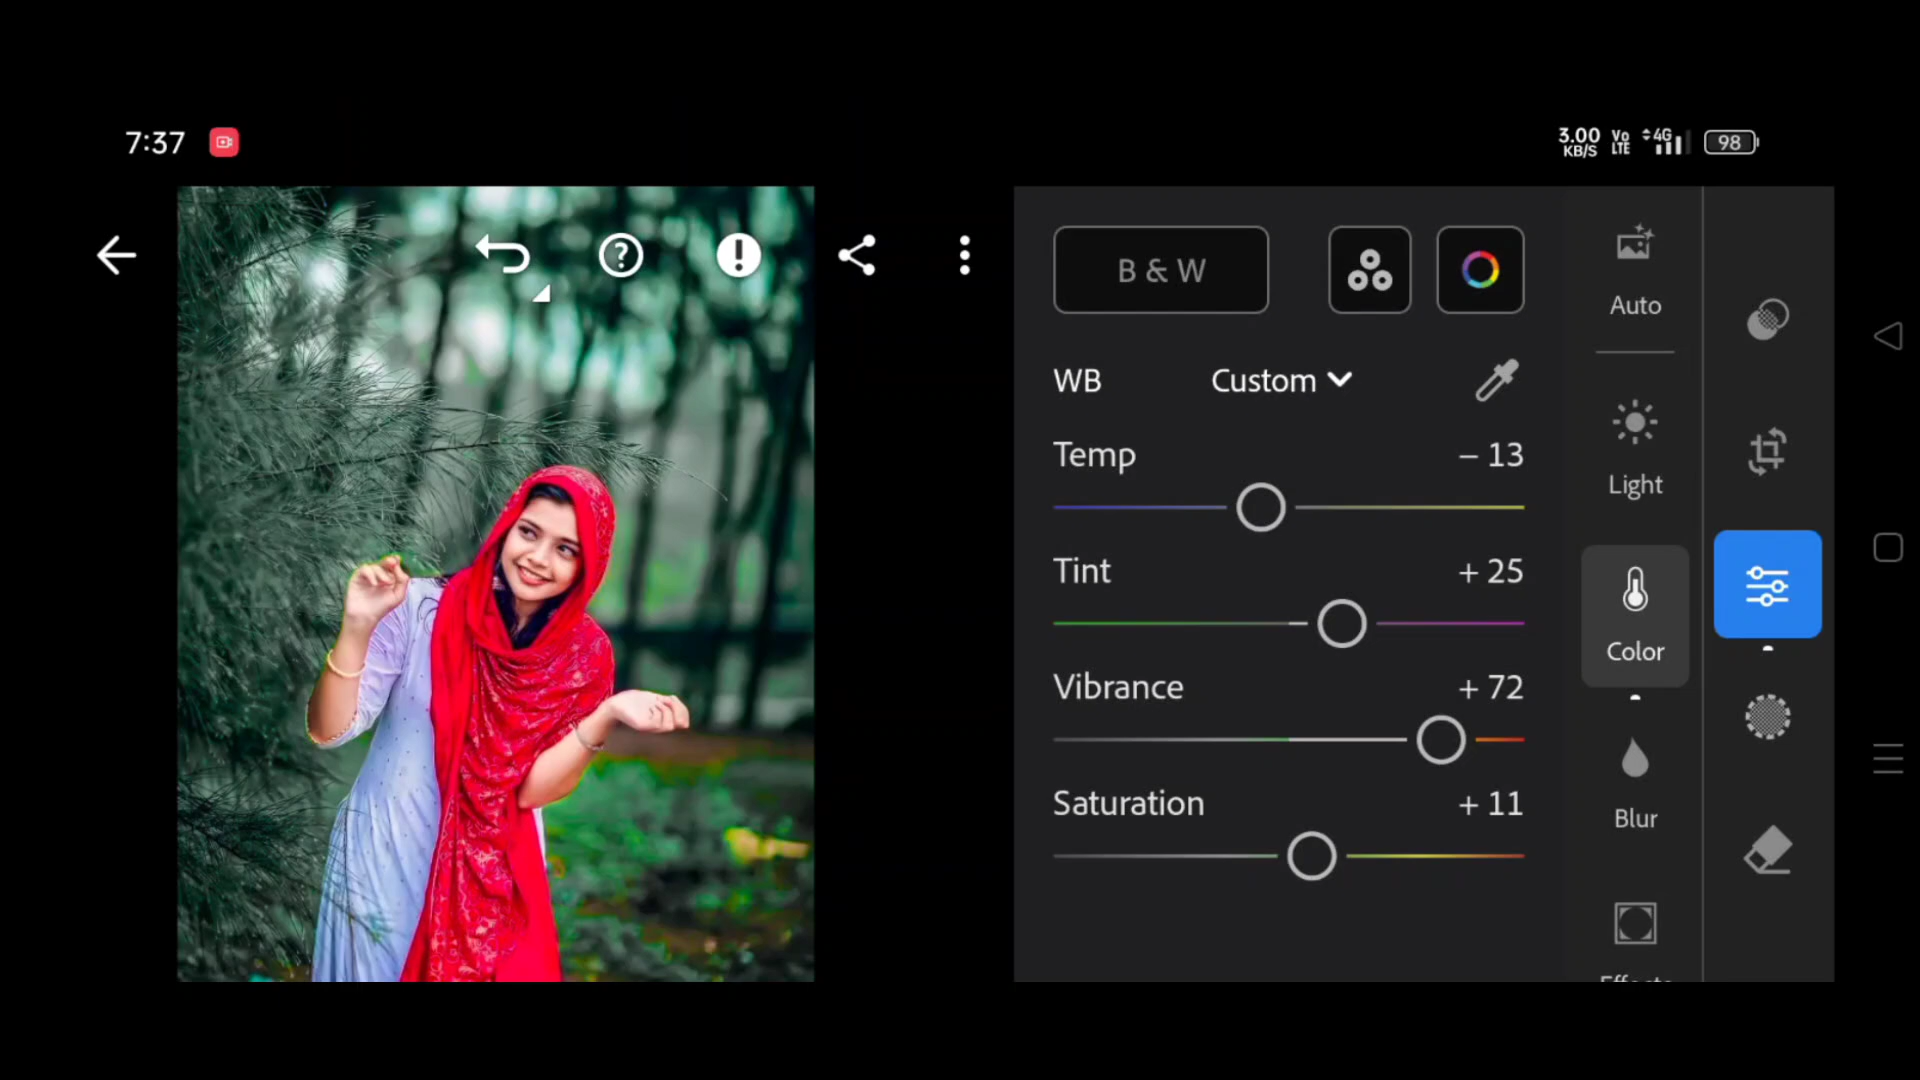 7:37
3.00 KB/S Vo LTE 4G 98
B & W
Auto
WB Custom
Temp – 13
Light
Tint + 25
Color
Vibrance + 72
Saturation + 11
Blur
Effects